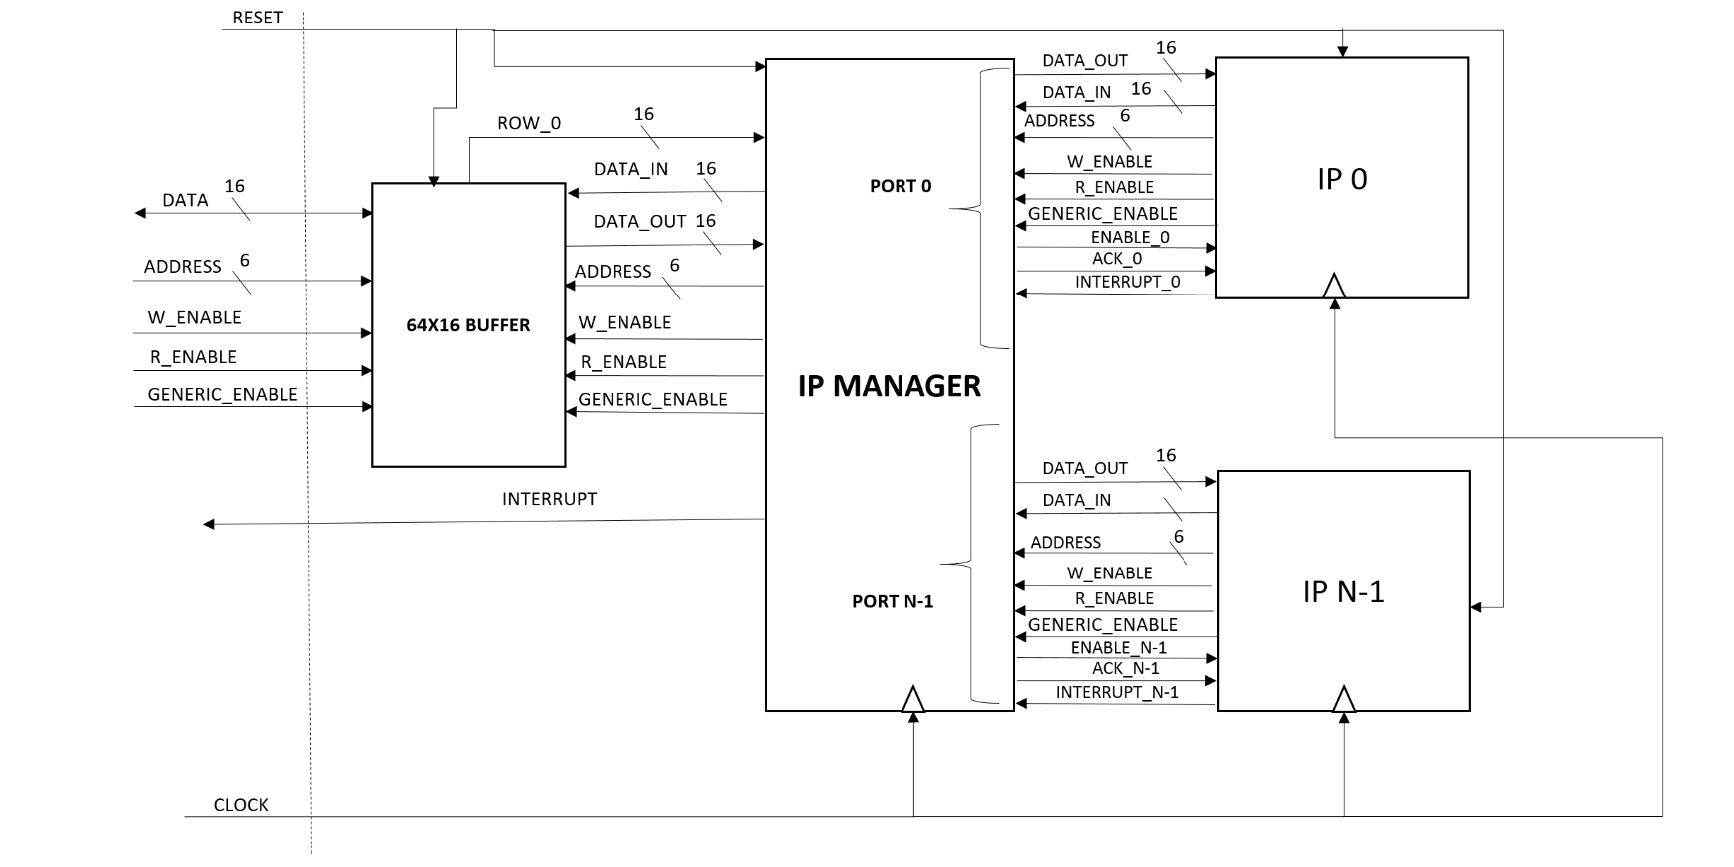 RESET
ROW_0
16
DATA_IN 16
DATA_OUT 16
ADDRESS 6
W_ENABLE
R_ENABLE
GENERIC_ENABLE
DATA 16
ADDRESS 6
W_ENABLE
R_ENABLE
GENERIC_ENABLE
64X16 BUFFER
INTERRUPT
CLOCK
PORT 0
IP MANAGER
PORT N-1
DATA_OUT 16
DATA_IN 16
ADDRESS 6
W_ENABLE
R_ENABLE
GENERIC_ENABLE
ENABLE_0
ACK_0
INTERRUPT_0
IP 0
DATA_OUT 16
DATA_IN
ADDRESS 6
W_ENABLE
R_ENABLE
GENERIC_ENABLE
ENABLE_N-1
ACK_N-1
INTERRUPT_N-1
IP N-1